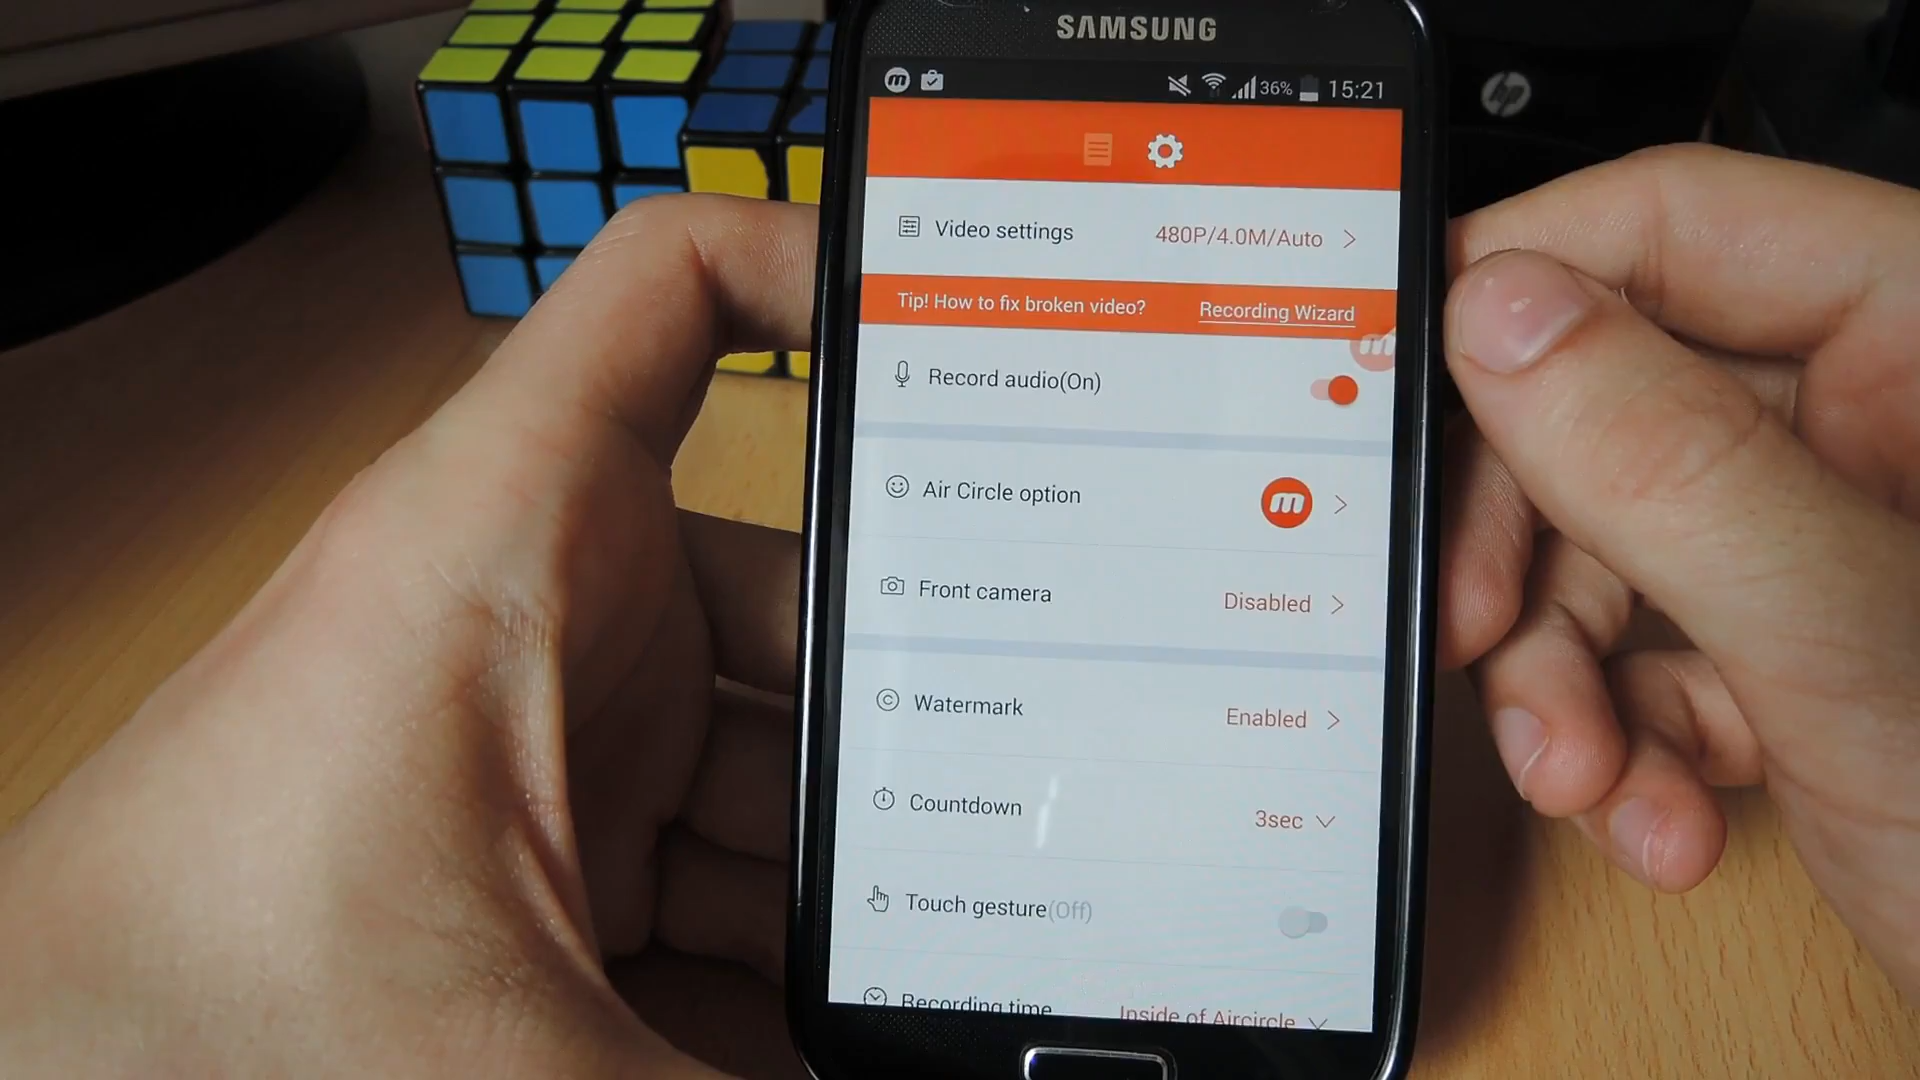 SAMSUNG
m 36% 15:21
hp
Video settings 480P/4.0M/Auto
Tip! How to fix broken video? Recording Wizard
m
Record audio(On)
Air Circle option m
Front camera Disabled
Watermark Enabled
Countdown 3sec
Touch gesture(Off)
Recording time Inside of Aircircle